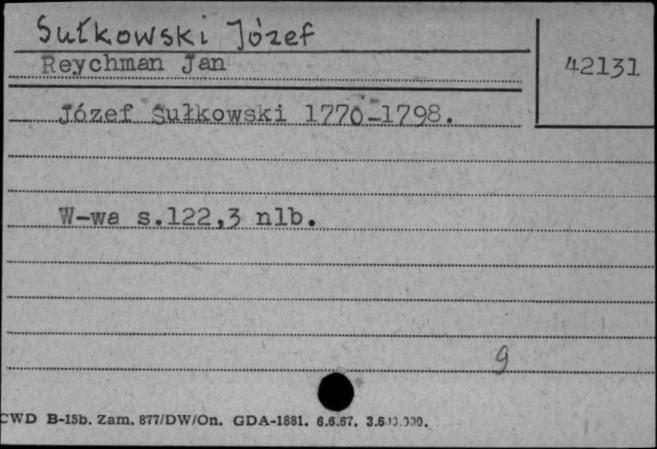 Sułkowski Józef
Reychman Jan
42131
Józef Sułkowski 1770-1798.
W-wa s.122,3 nlb.
9
CWD B-15b. Zam. 877/DW/On. GDA-1881. 6.6.67.